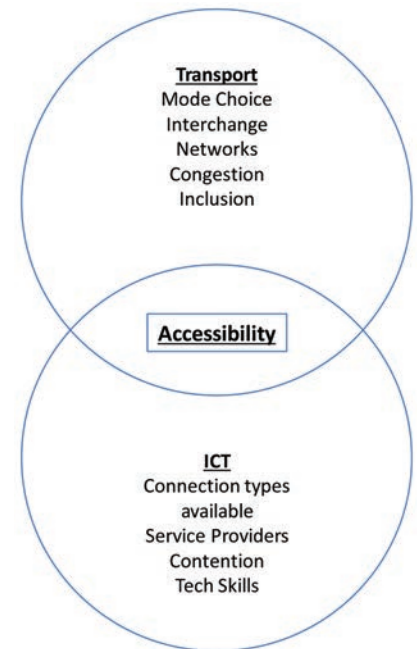 Transport
Mode Choice
Interchange
Networks
Congestion
Inclusion
Accessibility
ICT
Connection types
available
Service Providers
Contention
Tech Skills